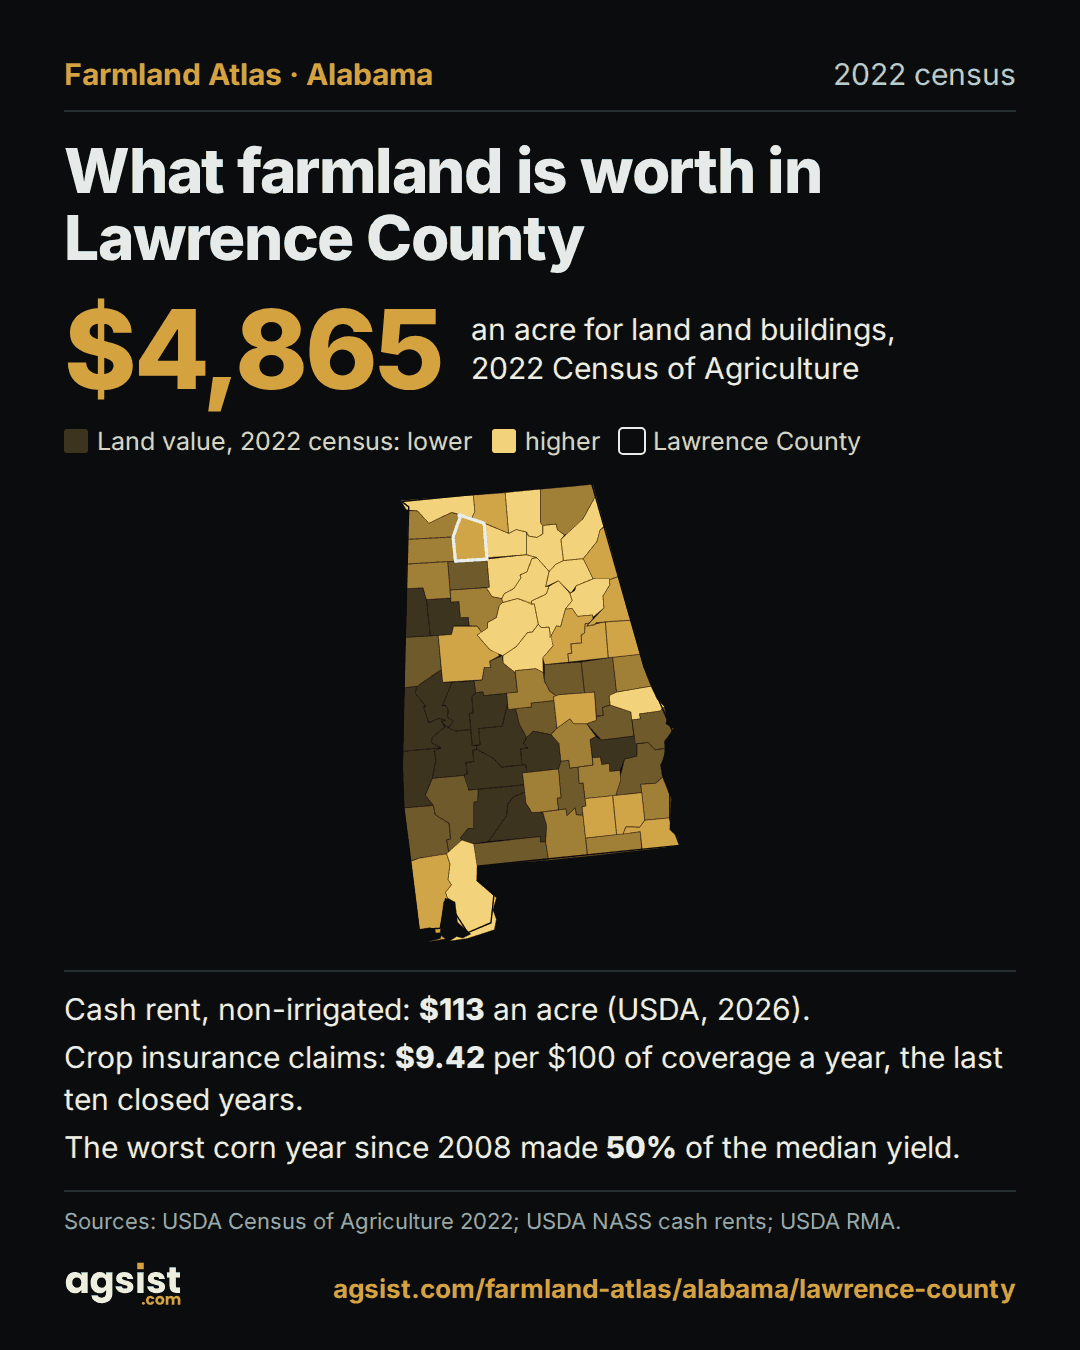 Farmland Atlas · Alabama
2022 census
What farmland is worth in
Lawrence County
$4,865
an acre for land and buildings,
2022 Census of Agriculture
Land value, 2022 census: lower
higher
Lawrence County
Cash rent, non-irrigated: $113 an acre (USDA, 2026).
Crop insurance claims: $9.42 per $100 of coverage a year, the last
ten closed years.
The worst corn year since 2008 made 50% of the median yield.
Sources: USDA Census of Agriculture 2022; USDA NASS cash rents; USDA RMA.
agsist
.com
agsist.com/farmland-atlas/alabama/lawrence-county